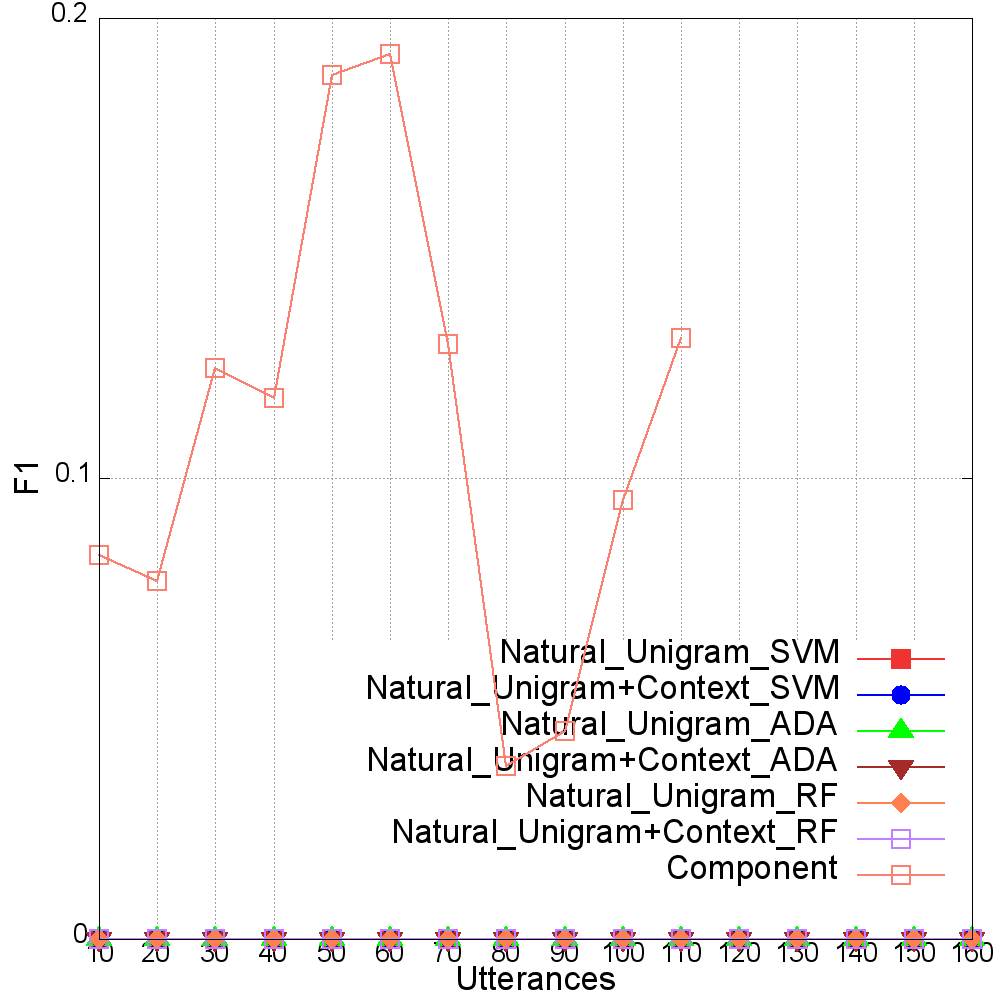 0.2
0.1
0
F1
Natural_Unigram_SVM
Natural_Unigram+Context_SVM
Natural_Unigram_ADA
Natural_Unigram+Context_ADA
Natural_Unigram_RF
Natural_Unigram+Context_RF
Component
10 20 30 40 50 60 70 80 90 100 110 120 130 140 150 160
Utterances